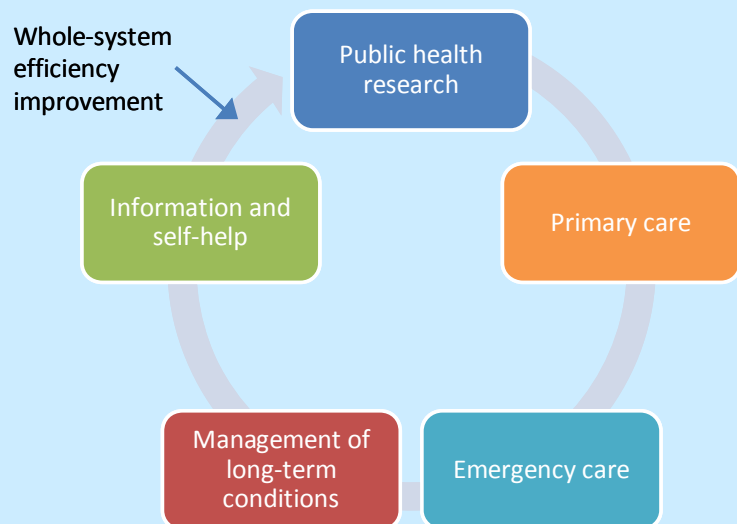 Whole-system
efficiency
improvement
Public health
research
Primary care
Emergency care
Management of
long-term
conditions
Information and
self-help